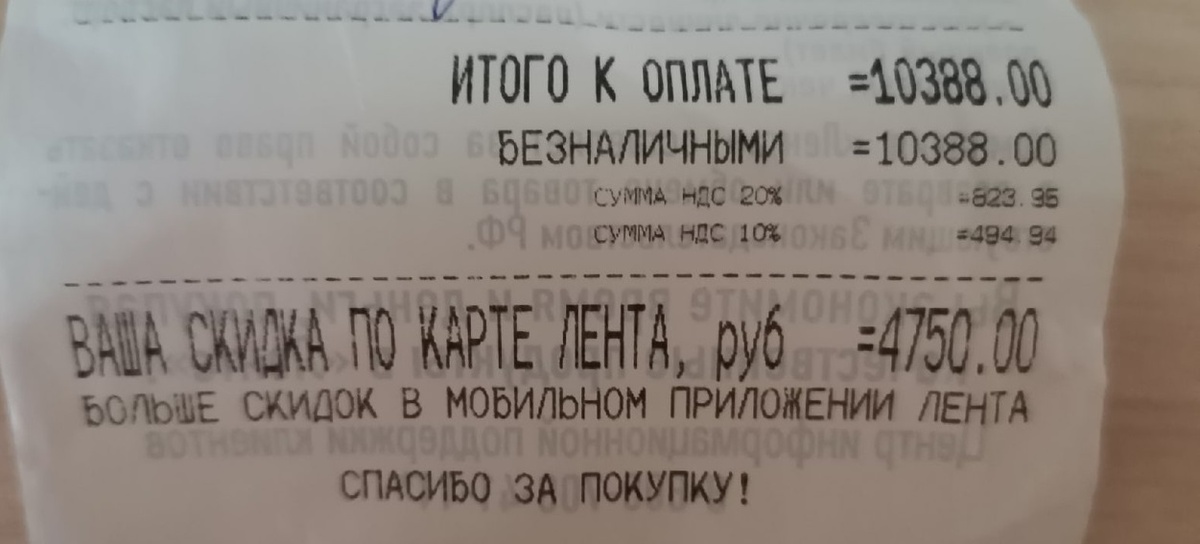 ИТОГО К ОПЛАТЕ =10388.00
БЕЗНАЛИЧНЫМИ =10388.00
СУММА НДС 20% =823.95
СУММА НДС 10% =494.94
ВАША СКИДКА ПО КАРТЕ ЛЕНТА, руб =4750.00
БОЛЬШЕ СКИДОК В МОБИЛЬНОМ ПРИЛОЖЕНИИ ЛЕНТА
СПАСИБО ЗА ПОКУПКУ!